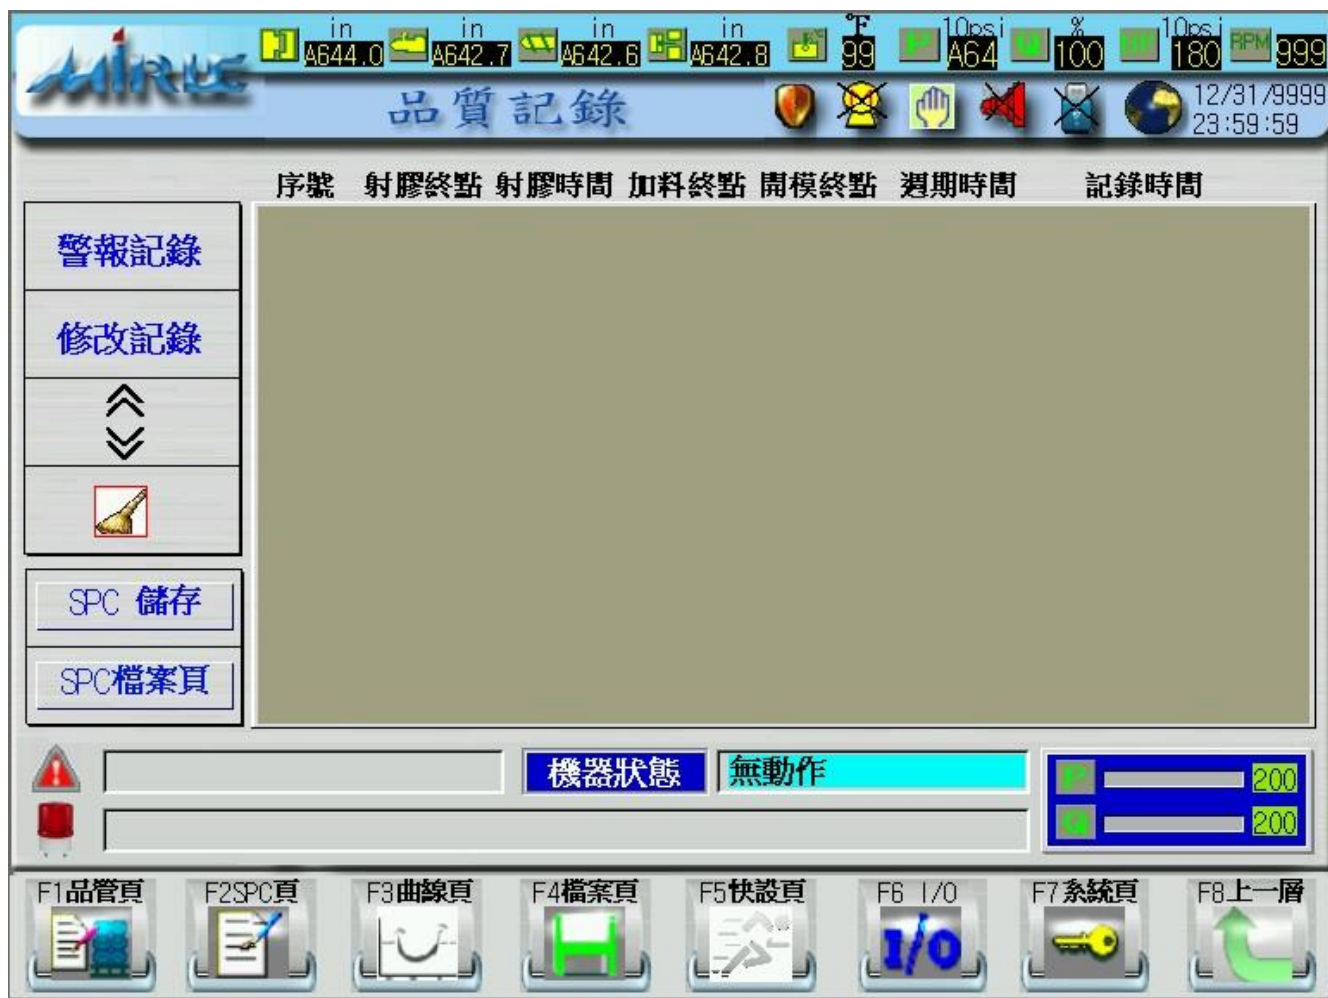 MiRLE
in in in in °F 10psi % 10psi
A644.0 A642.7 A642.6 A642.8 99 P A64 Q 100 BP 180 RPM 999
品質記錄
12/31/9999
23:59:59
序號 射膠終點 射膠時間 加料終點 開模終點 週期時間 記錄時間
警報記錄
修改記錄
SPC 儲存
SPC檔案頁
機器狀態 無動作
P 200
Q 200
F1品管頁 F2SPC頁 F3曲線頁 F4檔案頁 F5快設頁 F6 I/O F7系統頁 F8上一層
I/O